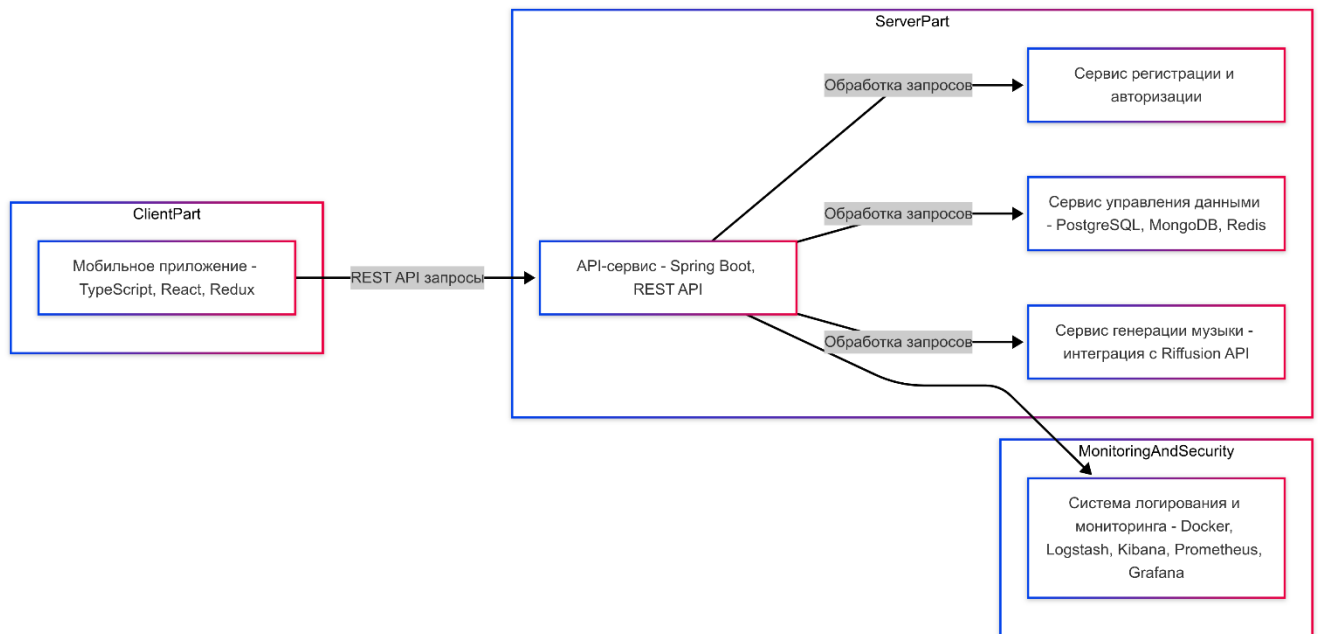 ServerPart
Обработка запросов
Сервис регистрации и
авторизации
ClientPart
Мобильное приложение -
TypeScript, React, Redux
REST API запросы
API-сервис - Spring Boot,
REST API
Обработка запросов
Сервис управления данными
- PostgreSQL, MongoDB, Redis
Обработка запросов
Сервис генерации музыки -
интеграция с Riffusion API
MonitoringAndSecurity
Система логирования и
мониторинга - Docker,
Logstash, Kibana, Prometheus,
Grafana